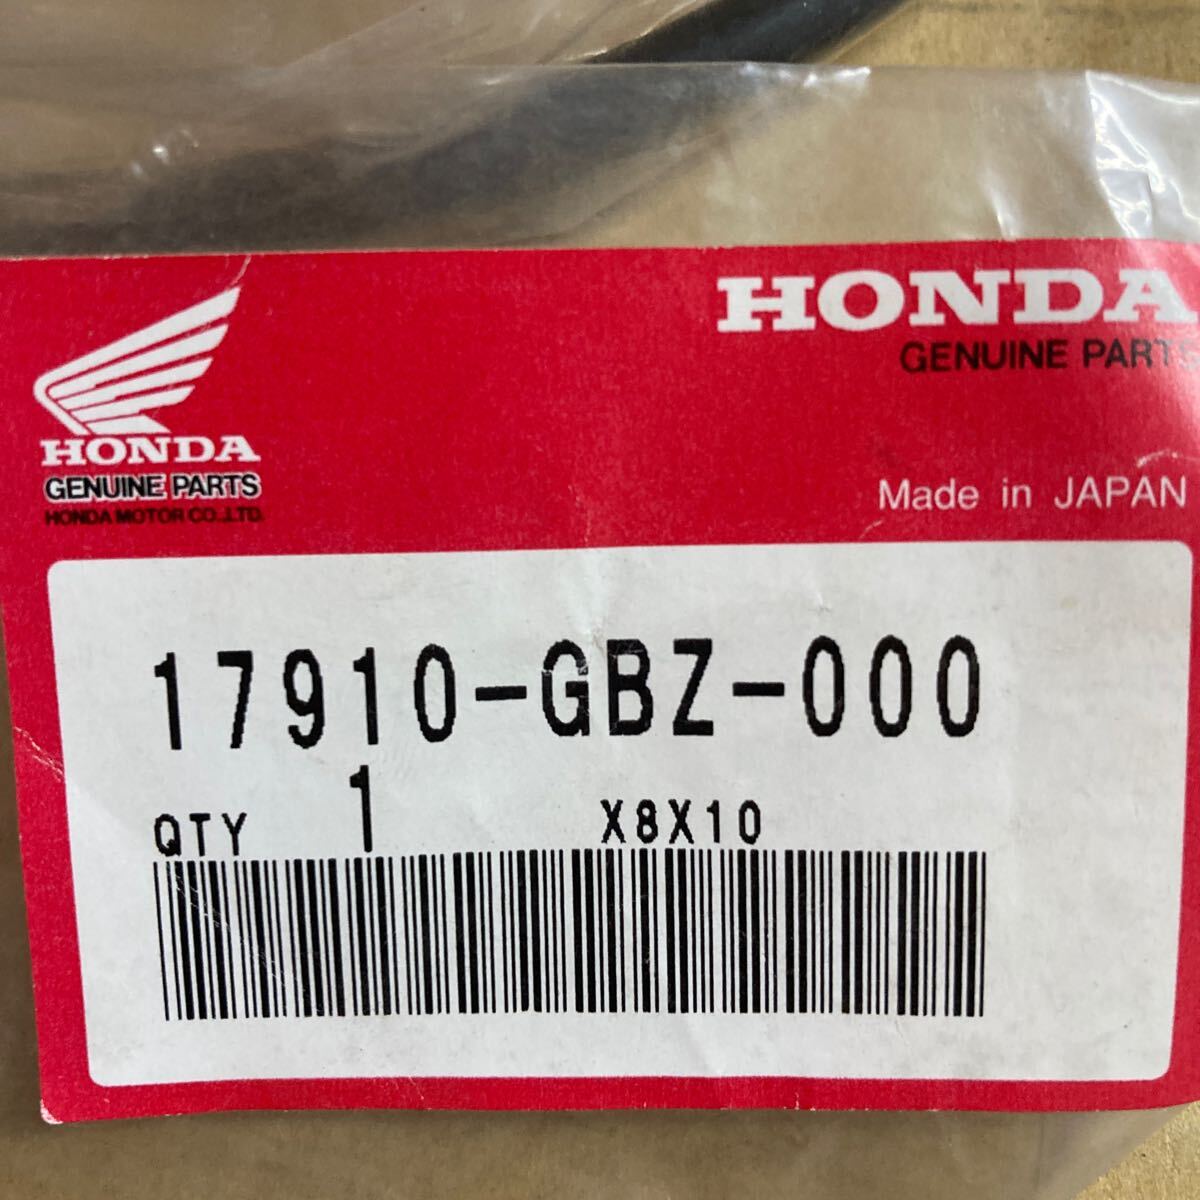 HONDA
GENUINE PARTS
HONDA
GENUINE PARTS
HONDA MOTOR CO.,LTD.
Made in JAPAN
17910-GBZ-000
QTY 1 X8X10